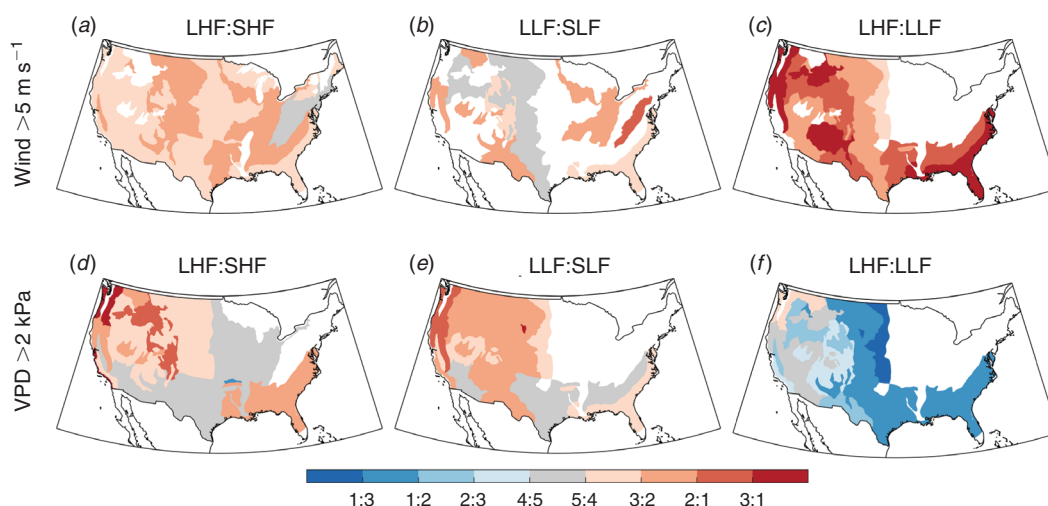 (a) LHF:SHF
(b) LLF:SLF
(c) LHF:LLF
Wind > 5 m s⁻¹
(d) LHF:SHF
(e) LLF:SLF
(f) LHF:LLF
VPD > 2 kPa
1:3 1:2 2:3 4:5 5:4 3:2 2:1 3:1